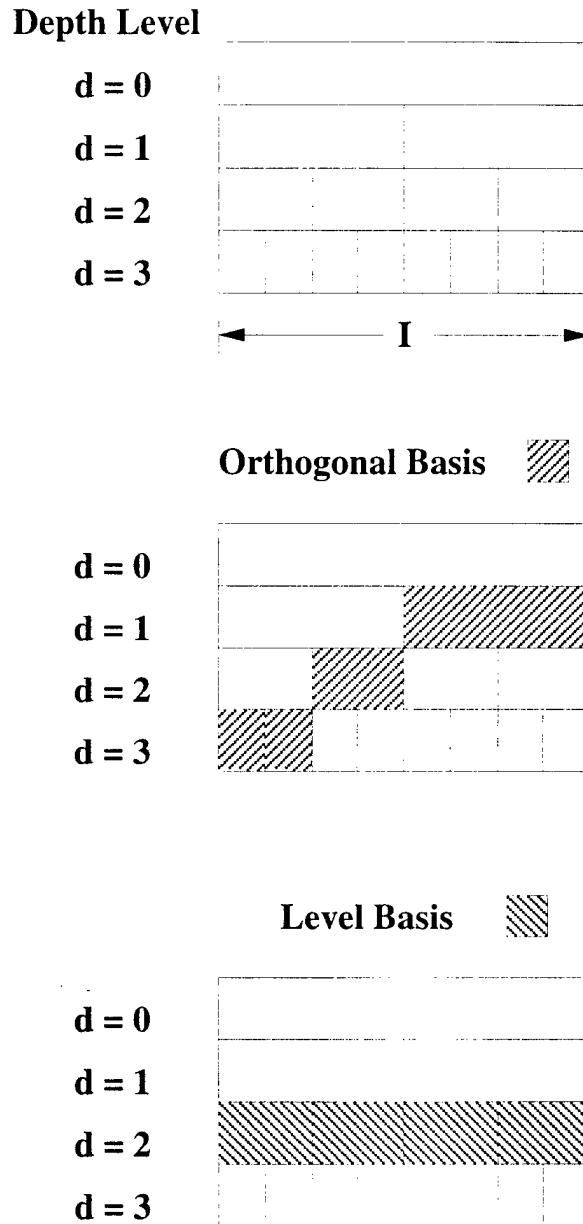 Depth Level
d = 0
d = 1
d = 2
d = 3
I
Orthogonal Basis
d = 0
d = 1
d = 2
d = 3
Level Basis
d = 0
d = 1
d = 2
d = 3